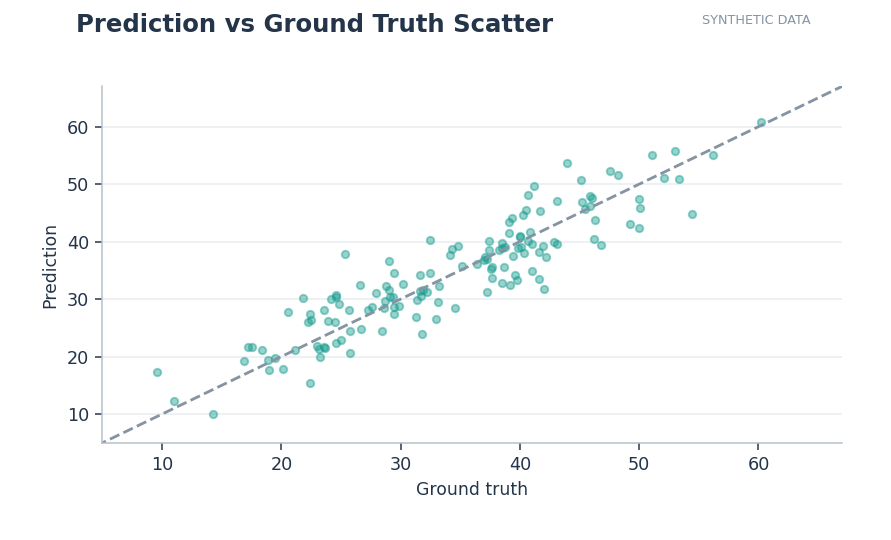 Prediction vs Ground Truth Scatter
SYNTHETIC DATA
60
50
40
30
20
10
Prediction
10 20 30 40 50 60
Ground truth